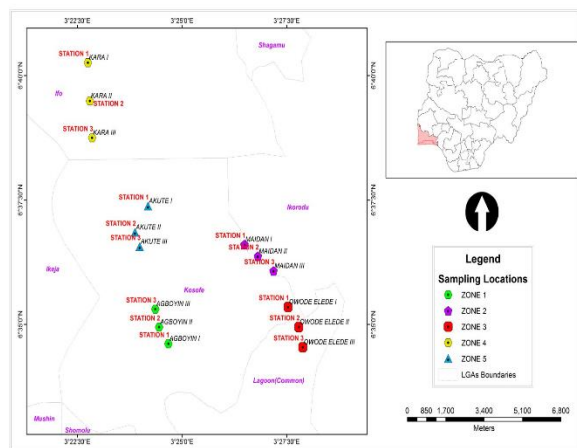 3°22'30"E 3°25'0"E 3°27'30"E
STATION 1 KARA I
Shagamu
6°40'0"N 6°40'0"N
Ifo
KARA II
STATION 2
STATION 3 KARA III
6°37'30"N 6°37'30"N
STATION 1 AKUTE I
Ikorodu
STATION 2 AKUTE II
STATION 3 AKUTE III
STATION 1 MAIDAN I
STATION 2 MAIDAN II
STATION 3 MAIDAN III
Ikeja
Kosofe
STATION 3 AGBOYIN III
STATION 2 AGBOYIN II
STATION 1 AGBOYIN I
STATION 1 OWODE ELEDE I
STATION 2 OWODE ELEDE II
STATION 3 OWODE ELEDE III
6°35'0"N 6°35'0"N
Lagoon(Common)
Mushin
Shomolu
3°22'30"E 3°25'0"E 3°27'30"E
Legend
Sampling Locations
ZONE 1
ZONE 2
ZONE 3
ZONE 4
ZONE 5
LGAs Boundaries
0 850 1,700 3,400 5,100 6,800
Meters